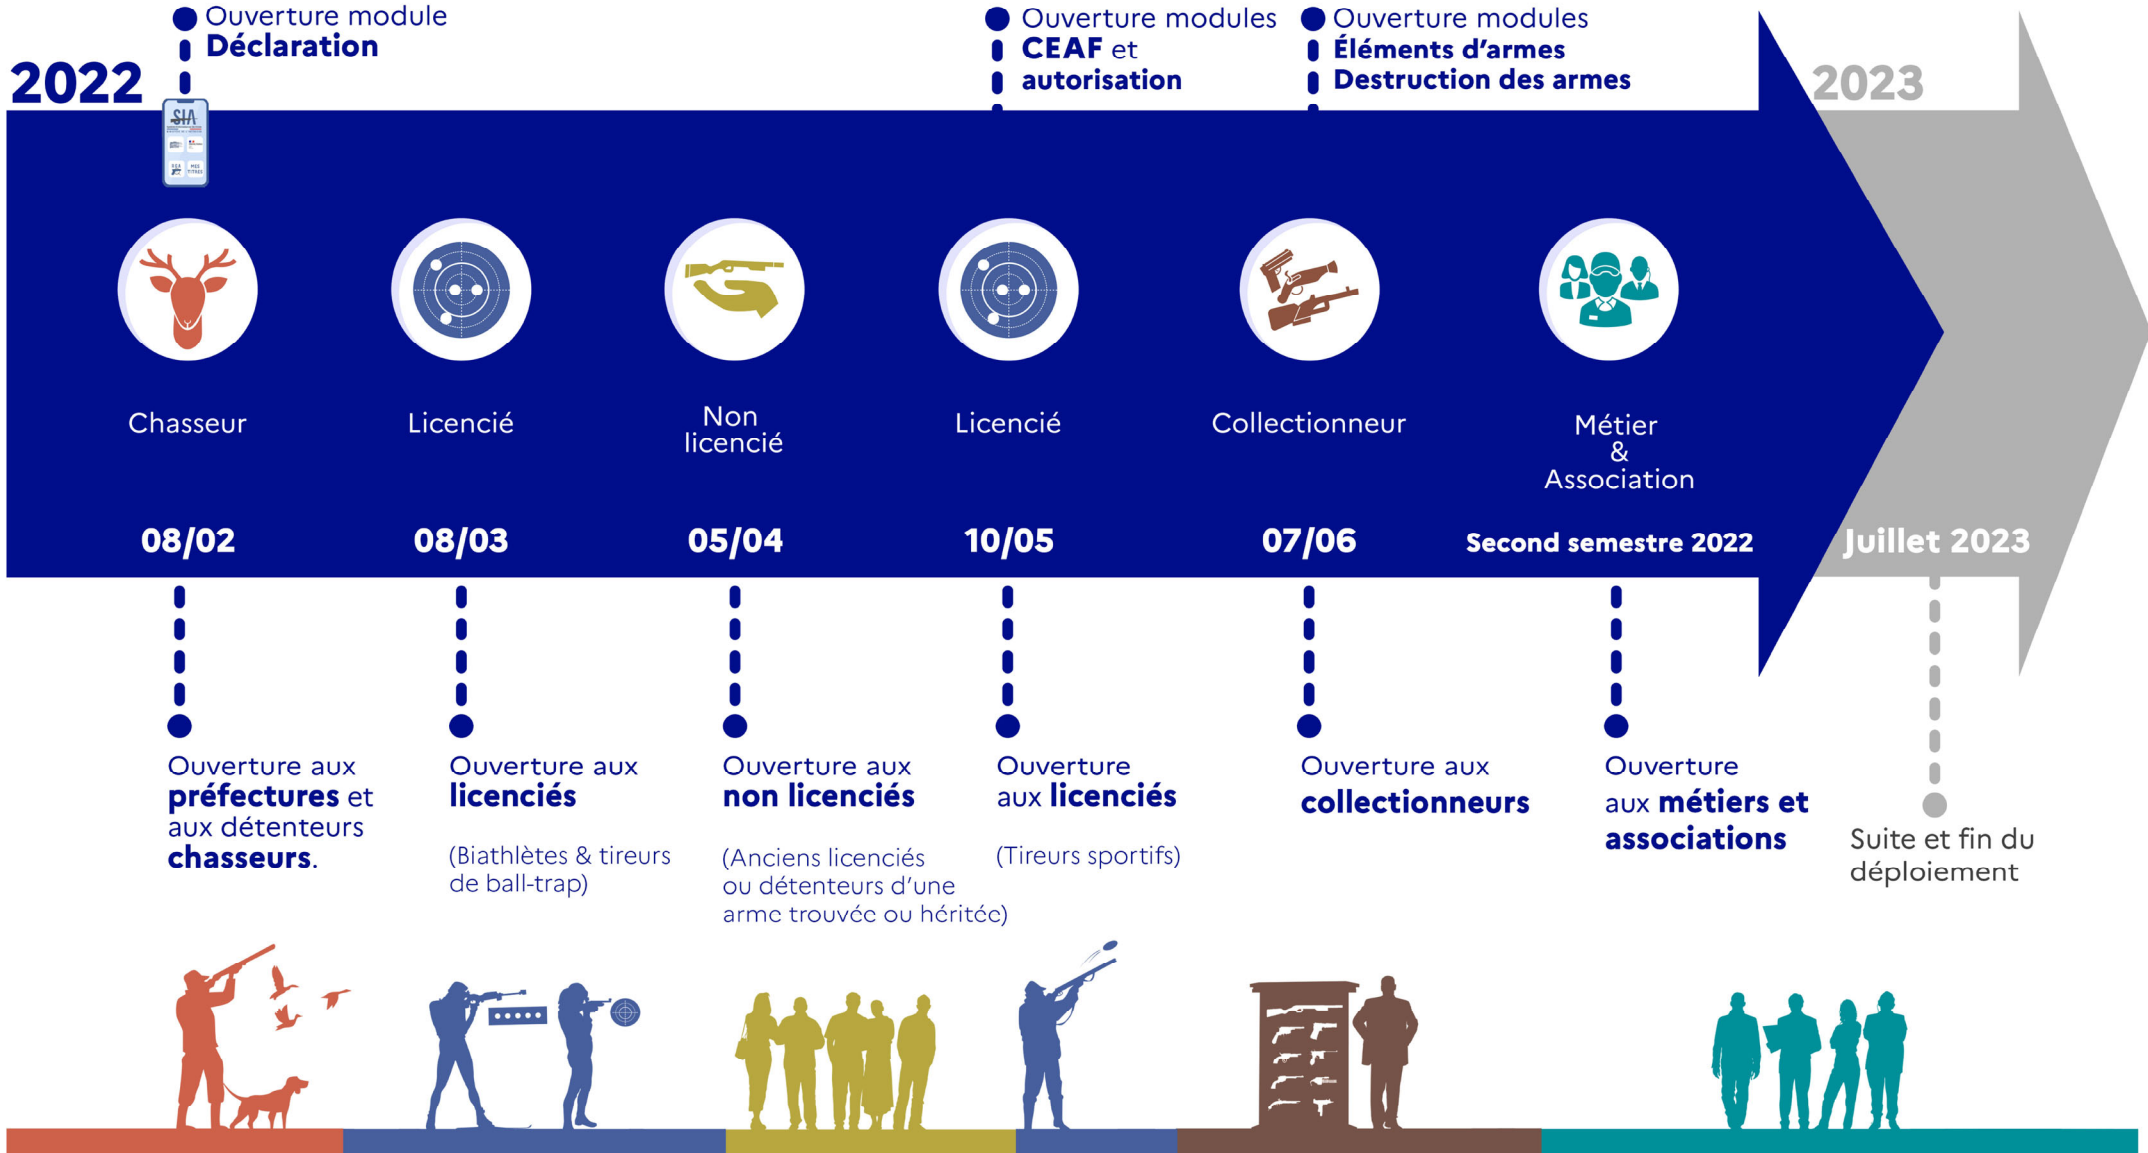 Ouverture module
Déclaration
Ouverture modules
CEAF et
autorisation
Ouverture modules
Éléments d’armes
Destruction des armes
2022
2023
SIA
Chasseur
Licencié
Non
licencié
Licencié
Collectionneur
Métier
&
Association
08/02
08/03
05/04
10/05
07/06
Second semestre 2022
Juillet 2023
Ouverture aux
préfectures et
aux détenteurs
chasseurs.
Ouverture aux
licenciés
(Biathlètes & tireurs
de ball-trap)
Ouverture aux
non licenciés
(Anciens licenciés
ou détenteurs d’une
arme trouvée ou héritée)
Ouverture
aux licenciés
(Tireurs sportifs)
Ouverture aux
collectionneurs
Ouverture
aux métiers et
associations
Suite et fin du
déploiement